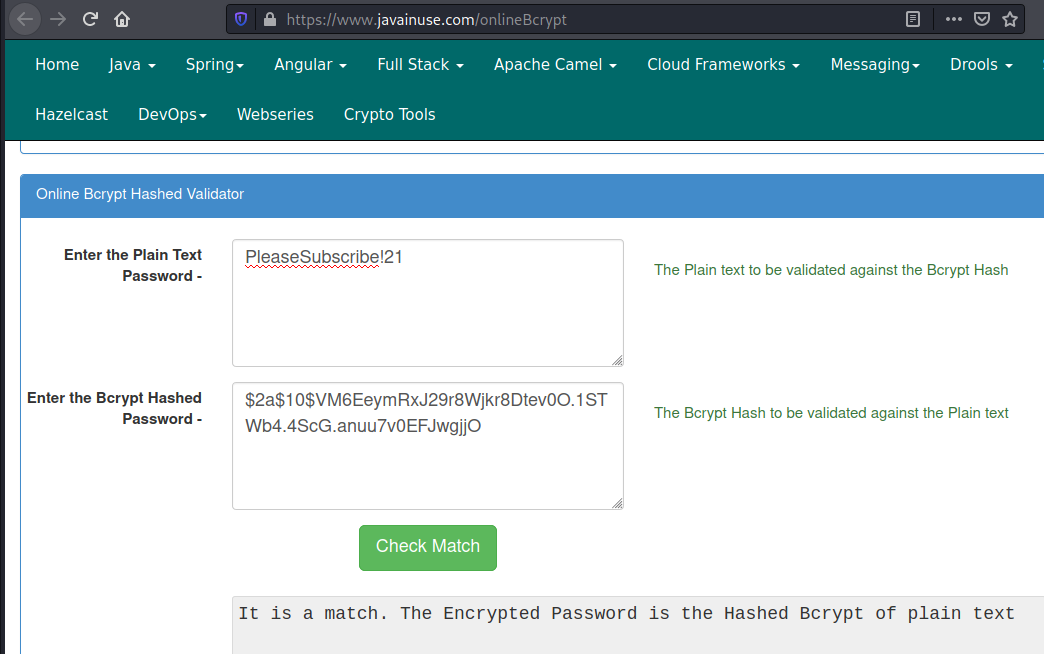 https://www.javainuse.com/onlineBcrypt
Home Java Spring Angular Full Stack Apache Camel Cloud Frameworks Messaging Drools
Hazelcast DevOps Webseries Crypto Tools
Online Bcrypt Hashed Validator
Enter the Plain Text
Password -
PleaseSubscribe!21
The Plain text to be validated against the Bcrypt Hash
Enter the Bcrypt Hashed
Password -
$2a$10$VM6EeymRxJ29r8Wjkr8Dtev0O.1ST
Wb4.4ScG.anuu7v0EFJwgjjO
The Bcrypt Hash to be validated against the Plain text
Check Match
It is a match. The Encrypted Password is the Hashed Bcrypt of plain text